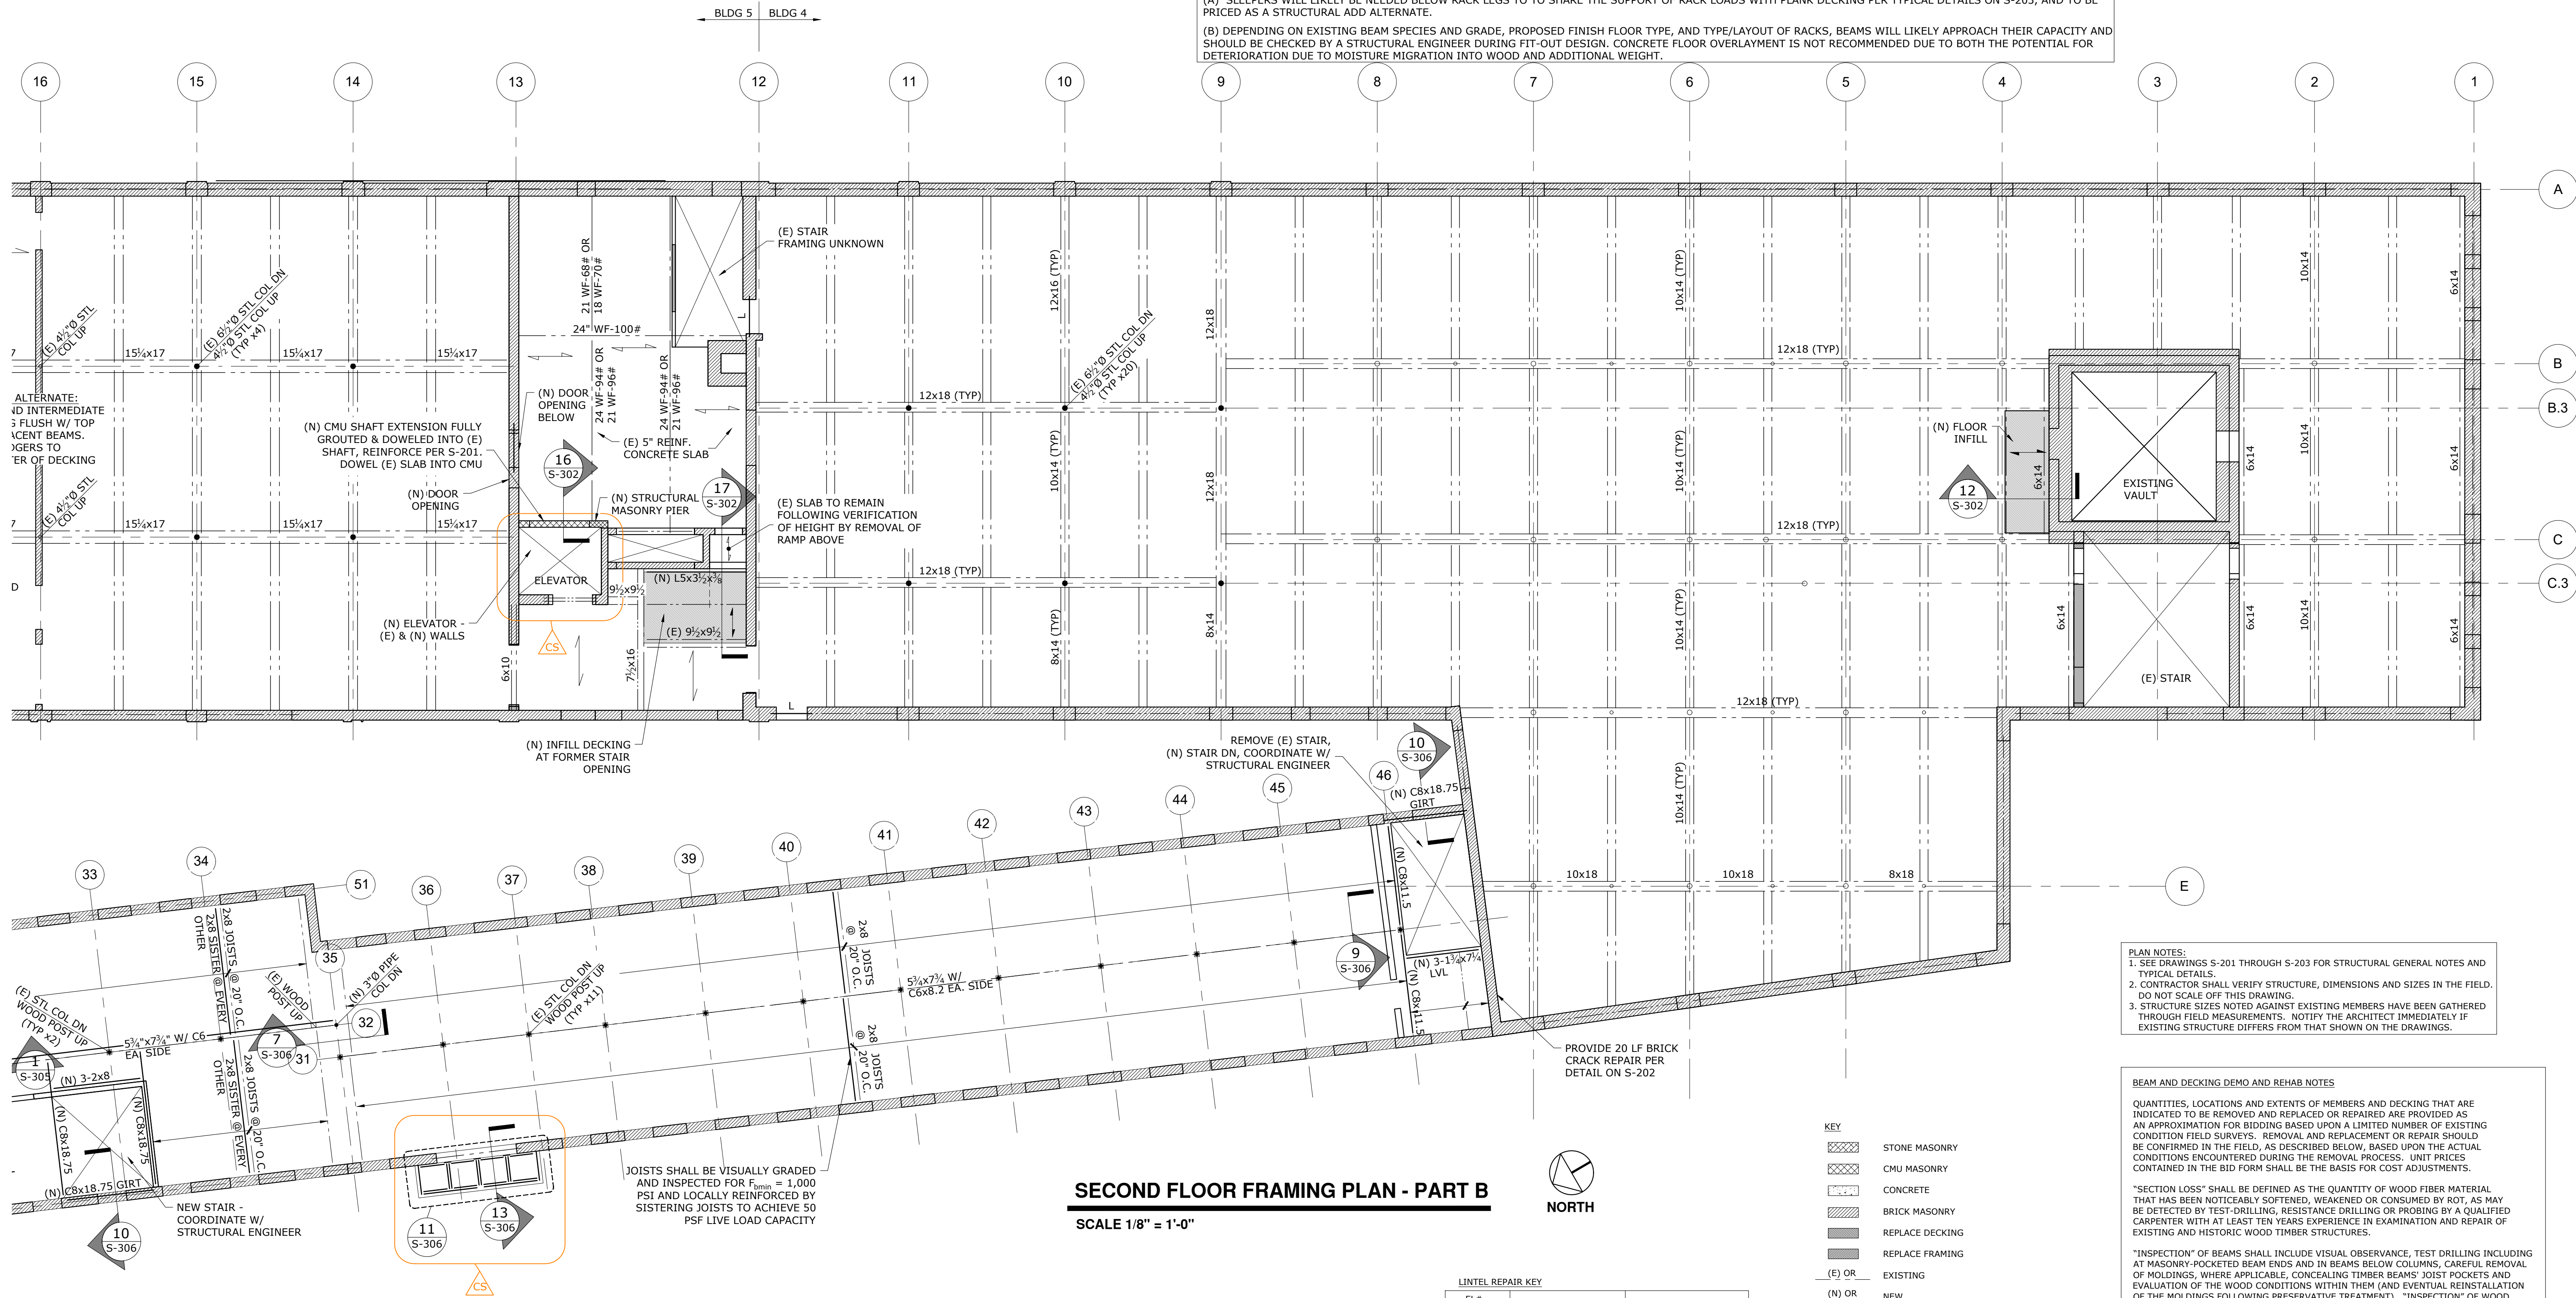 (A) SLEEPERS WILL LIKELY BE NEEDED BELOW RACK LEGS TO TO SHARE THE SUPPORT OF RACK LOADS WITH PLANK DECKING PER TYPICAL DETAILS ON S-203, AND TO BE
PRICED AS A STRUCTURAL ADD ALTERNATE.
(B) DEPENDING ON EXISTING BEAM SPECIES AND GRADE, PROPOSED FINISH FLOOR TYPE, AND TYPE/LAYOUT OF RACKS, BEAMS WILL LIKELY APPROACH THEIR CAPACITY AND
SHOULD BE CHECKED BY A STRUCTURAL ENGINEER DURING FIT-OUT DESIGN. CONCRETE FLOOR OVERLAYMENT IS NOT RECOMMENDED DUE TO BOTH THE POTENTIAL FOR
DETERIORATION DUE TO MOISTURE MIGRATION INTO WOOD AND ADDITIONAL WEIGHT.
BLDG 5 BLDG 4
16 15 14 13 12 11 10 9 8 7 6 5 4 3 2 1
A
B
B.3
C
C.3
E
(E) 4½"Ø STL
COL UP
(E) 6½"Ø STL COL DN
4½"Ø STL COL UP
(TYP x4)
7
15¼x17
15¼x17
15¼x17
ALTERNATE:
ND INTERMEDIATE
G FLUSH W/ TOP
ACENT BEAMS.
OGERS TO
TER OF DECKING
(E) 4½"Ø STL
COL UP
7
15¼x17
15¼x17
15¼x17
D
21 WF-68# OR
18 WF-70#
24" WF-100#
24 WF-94# OR
21 WF-96#
24 WF-94# OR
21 WF-96#
(E) STAIR
FRAMING UNKNOWN
L
(N) DOOR
OPENING
BELOW
(N) CMU SHAFT EXTENSION FULLY
GROUTED & DOWELED INTO (E)
SHAFT, REINFORCE PER S-201.
DOWEL (E) SLAB INTO CMU
(E) 5" REINF.
CONCRETE SLAB
16
S-302
17
S-302
(N) DOOR
OPENING
(N) STRUCTURAL
MASONRY PIER
(E) SLAB TO REMAIN
FOLLOWING VERIFICATION
OF HEIGHT BY REMOVAL OF
RAMP ABOVE
ELEVATOR
(N) L5x3½x⅜
9½x9½
(E) 9½x9½
(N) ELEVATOR -
(E) & (N) WALLS
CS
6x10
7½x16
L
(N) INFILL DECKING
AT FORMER STAIR
OPENING
12x16 (TYP)
12x18
(E) 6½"Ø STL COL DN
4½"Ø STL COL UP
(TYP x20)
12x18 (TYP)
10x14 (TYP)
12x18
12x18 (TYP)
8x14 (TYP)
8x14
10x14 (TYP)
12x18 (TYP)
10x14 (TYP)
12x18 (TYP)
10x14 (TYP)
12x18 (TYP)
10x14 (TYP)
10x18
10x18
8x18
(N) FLOOR
INFILL
6x14
12
S-302
EXISTING
VAULT
10x14
6x14
6x14
10x14
6x14
6x14
6x14
10x14
6x14
(E) STAIR
REMOVE (E) STAIR,
(N) STAIR DN, COORDINATE W/
STRUCTURAL ENGINEER
10
S-306
(N) C8x18.75
GIRT
33 34 51 35 36 37 38 39 40 41 42 43 44 45 46
32
31
(N) C8x11.5
9
S-306
(N) 3-1¾x7¼
LVL
(N) C8x11.5
PROVIDE 20 LF BRICK
CRACK REPAIR PER
DETAIL ON S-202
2x8 JOISTS @ 20" O.C.
2x8 SISTER @ EVERY
OTHER
(E) WOOD
POST UP
(N) 3"Ø PIPE
COL DN
(E) STL COL DN
WOOD POST UP
(TYP x11)
2x8 JOISTS
@ 20" O.C.
5¾x7¾ W/
C6x8.2 EA. SIDE
2x8 JOISTS
@ 20" O.C.
(E) STL COL DN
WOOD POST UP
(TYP x2)
5¾"x7¾" W/ C6
EA. SIDE
7
S-306
1
S-305
(N) 3-2x8
2x8 JOISTS @ 20" O.C.
2x8 SISTER @ EVERY
OTHER
(N) C8x18.75
(N) C8x18.75
(N) C8x18.75 GIRT
NEW STAIR -
COORDINATE W/
STRUCTURAL ENGINEER
10
S-306
11
S-306
13
S-306
CS
JOISTS SHALL BE VISUALLY GRADED
AND INSPECTED FOR Fbmin = 1,000
PSI AND LOCALLY REINFORCED BY
SISTERING JOISTS TO ACHIEVE 50
PSF LIVE LOAD CAPACITY
SECOND FLOOR FRAMING PLAN - PART B
SCALE 1/8" = 1'-0"
NORTH
KEY
STONE MASONRY
CMU MASONRY
CONCRETE
BRICK MASONRY
REPLACE DECKING
REPLACE FRAMING
(E) OR EXISTING
(N) OR NEW
LINTEL REPAIR KEY
PLAN NOTES:
1. SEE DRAWINGS S-201 THROUGH S-203 FOR STRUCTURAL GENERAL NOTES AND
TYPICAL DETAILS.
2. CONTRACTOR SHALL VERIFY STRUCTURE, DIMENSIONS AND SIZES IN THE FIELD.
DO NOT SCALE OFF THIS DRAWING.
3. STRUCTURE SIZES NOTED AGAINST EXISTING MEMBERS HAVE BEEN GATHERED
THROUGH FIELD MEASUREMENTS. NOTIFY THE ARCHITECT IMMEDIATELY IF
EXISTING STRUCTURE DIFFERS FROM THAT SHOWN ON THE DRAWINGS.
BEAM AND DECKING DEMO AND REHAB NOTES
QUANTITIES, LOCATIONS AND EXTENTS OF MEMBERS AND DECKING THAT ARE
INDICATED TO BE REMOVED AND REPLACED OR REPAIRED ARE PROVIDED AS
AN APPROXIMATION FOR BIDDING BASED UPON A LIMITED NUMBER OF EXISTING
CONDITION FIELD SURVEYS. REMOVAL AND REPLACEMENT OR REPAIR SHOULD
BE CONFIRMED IN THE FIELD, AS DESCRIBED BELOW, BASED UPON THE ACTUAL
CONDITIONS ENCOUNTERED DURING THE REMOVAL PROCESS. UNIT PRICES
CONTAINED IN THE BID FORM SHALL BE THE BASIS FOR COST ADJUSTMENTS.
"SECTION LOSS" SHALL BE DEFINED AS THE QUANTITY OF WOOD FIBER MATERIAL
THAT HAS BEEN NOTICEABLY SOFTENED, WEAKENED OR CONSUMED BY ROT, AS MAY
BE DETECTED BY TEST-DRILLING, RESISTANCE DRILLING OR PROBING BY A QUALIFIED
CARPENTER WITH AT LEAST TEN YEARS EXPERIENCE IN EXAMINATION AND REPAIR OF
EXISTING AND HISTORIC WOOD TIMBER STRUCTURES.
"INSPECTION" OF BEAMS SHALL INCLUDE VISUAL OBSERVANCE, TEST DRILLING INCLUDING
AT MASONRY-POCKETED BEAM ENDS AND IN BEAMS BELOW COLUMNS, CAREFUL REMOVAL
OF MOLDINGS, WHERE APPLICABLE, CONCEALING TIMBER BEAMS' JOIST POCKETS AND
EVALUATION OF THE WOOD CONDITIONS WITHIN THEM (AND EVENTUAL REINSTALLATION
OF THE MOLDINGS FOLLOWING PRESERVATIVE TREATMENT). "INSPECTION" OF WOOD